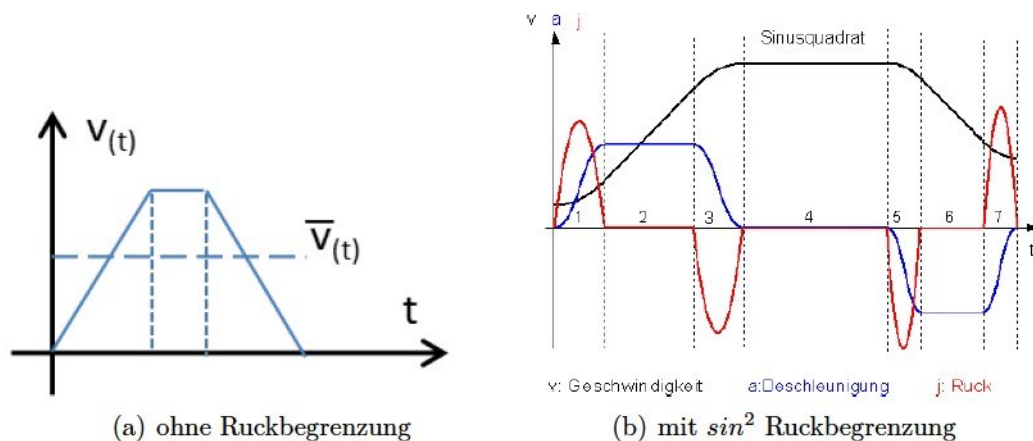 v(t)
v̅(t)
t
(a) ohne Ruckbegrenzung
v a j
Sinusquadrat
1 2 3 4 5 6 7
t
v: Geschwindigkeit a:Beschleunigung j: Ruck
(b) mit sin² Ruckbegrenzung